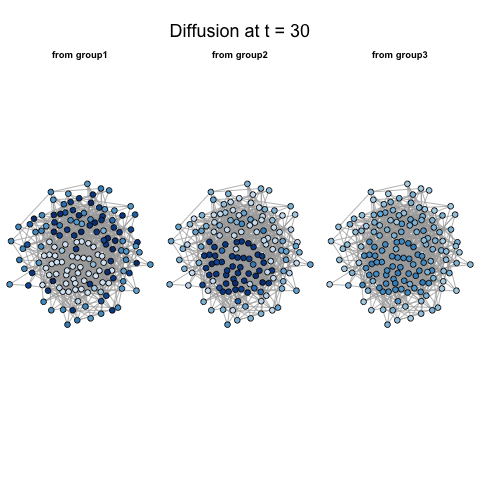 Diffusion at t = 30
from group1
from group2
from group3